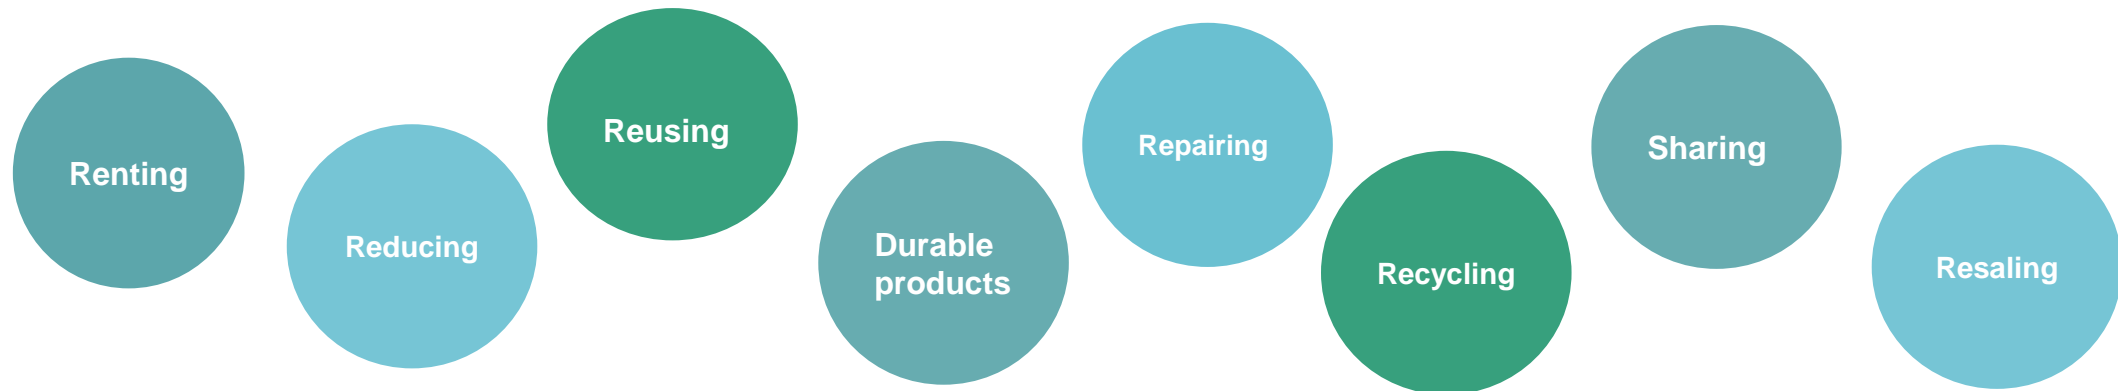 Renting
Reducing
Reusing
Durable
products
Repairing
Recycling
Sharing
Resaling